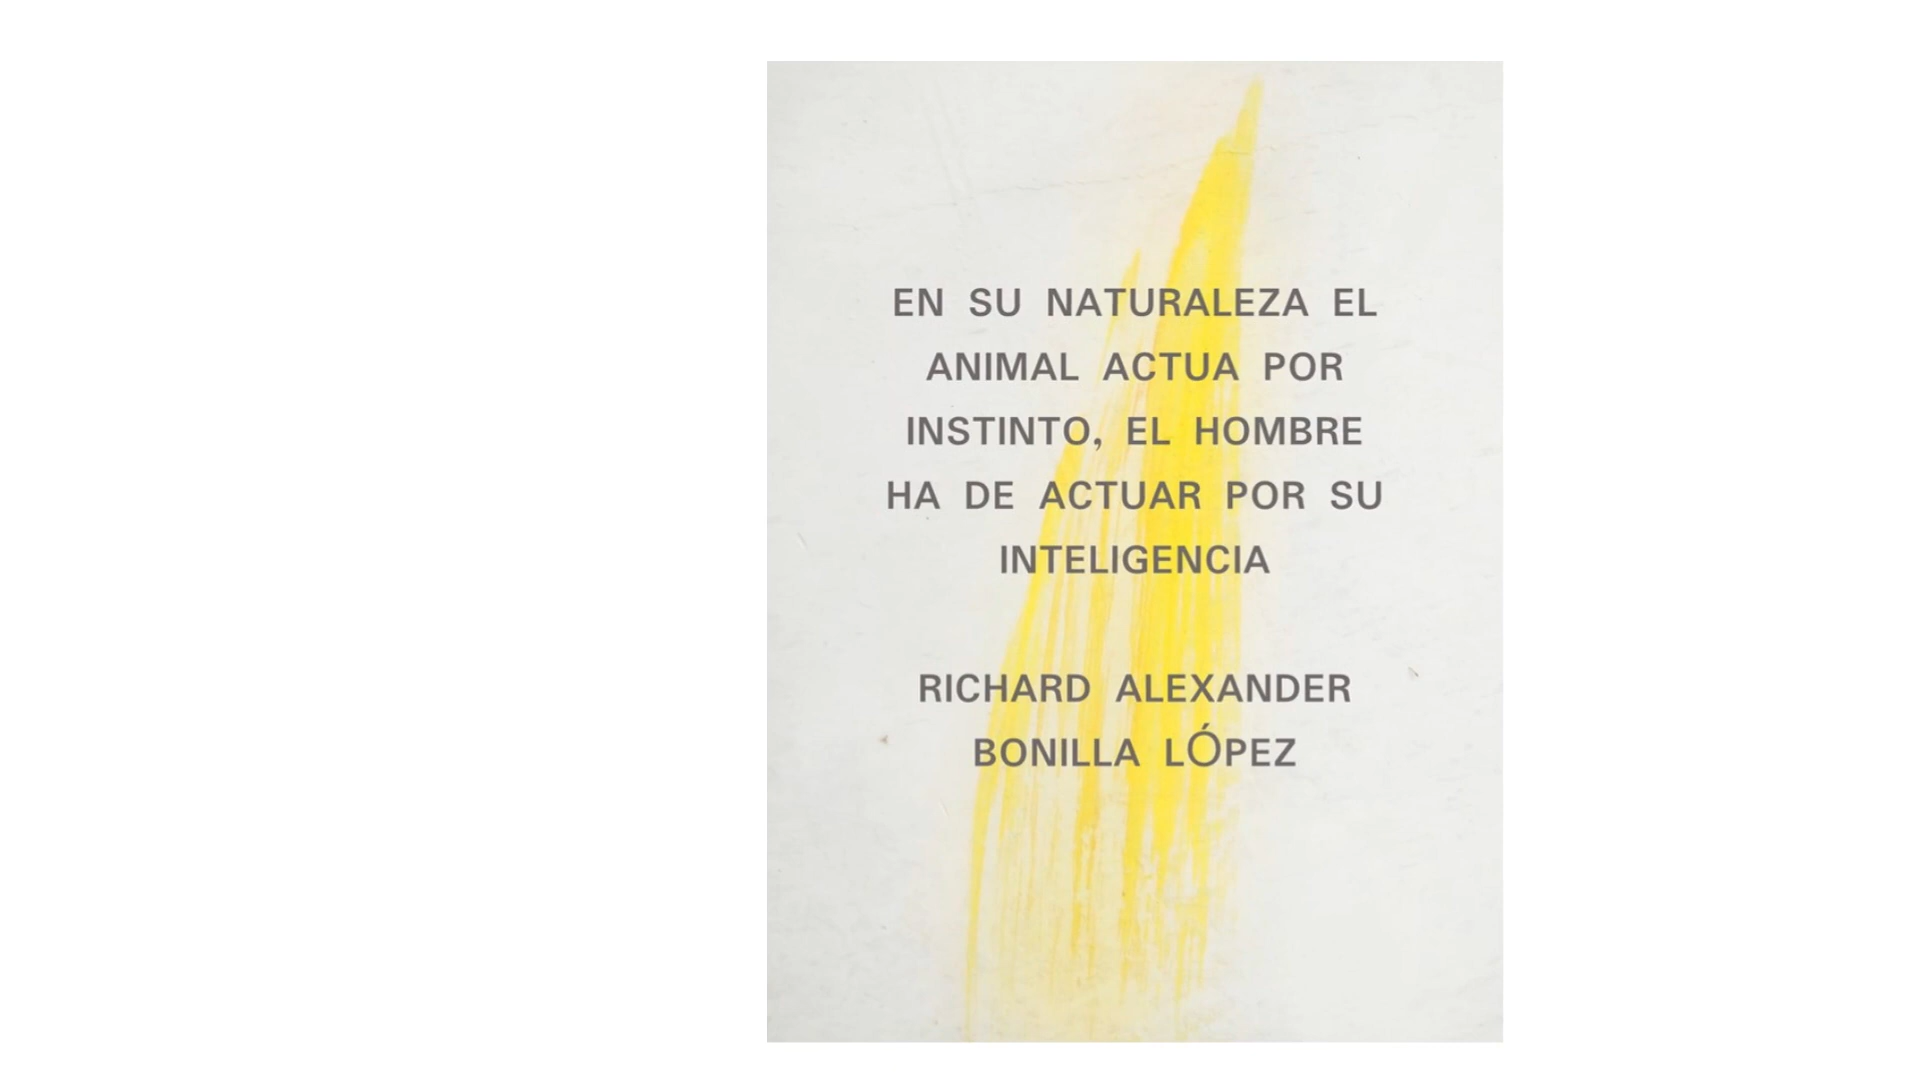 EN SU NATURALEZA EL
ANIMAL ACTUA POR
INSTINTO, EL HOMBRE
HA DE ACTUAR POR SU
INTELIGENCIA
RICHARD ALEXANDER
BONILLA LÓPEZ